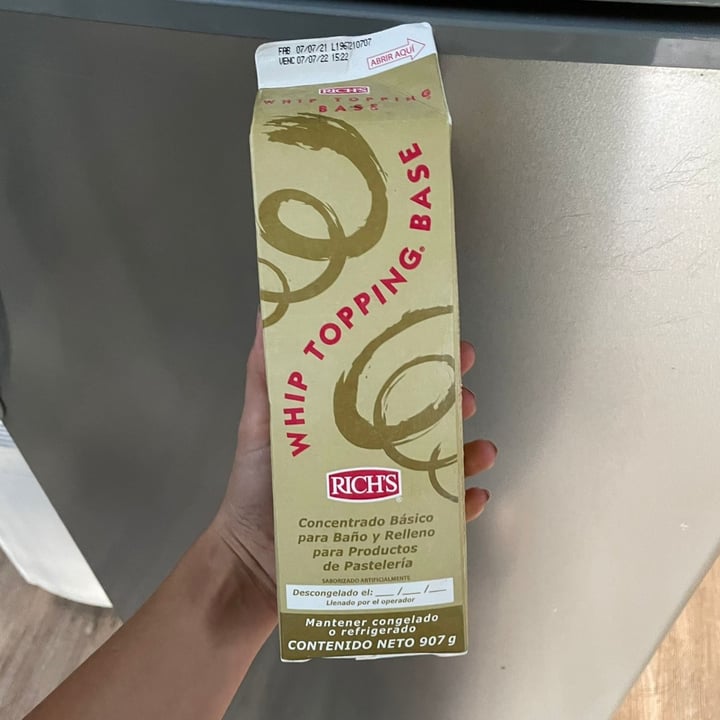 FAB 07/07/21 L1967210707
VENC 07/07/22 15:22
ABRIR AQUÍ
RICH'S
WHIP TOPPING
BASE
WHIP TOPPING® BASE
RICH'S®
Concentrado Básico
para Baño y Relleno
para Productos
de Pastelería
SABORIZADO ARTIFICIALMENTE
Descongelado el: ___ /___ /___
Llenado por el operador
Mantener congelado
o refrigerado
CONTENIDO NETO 907 g